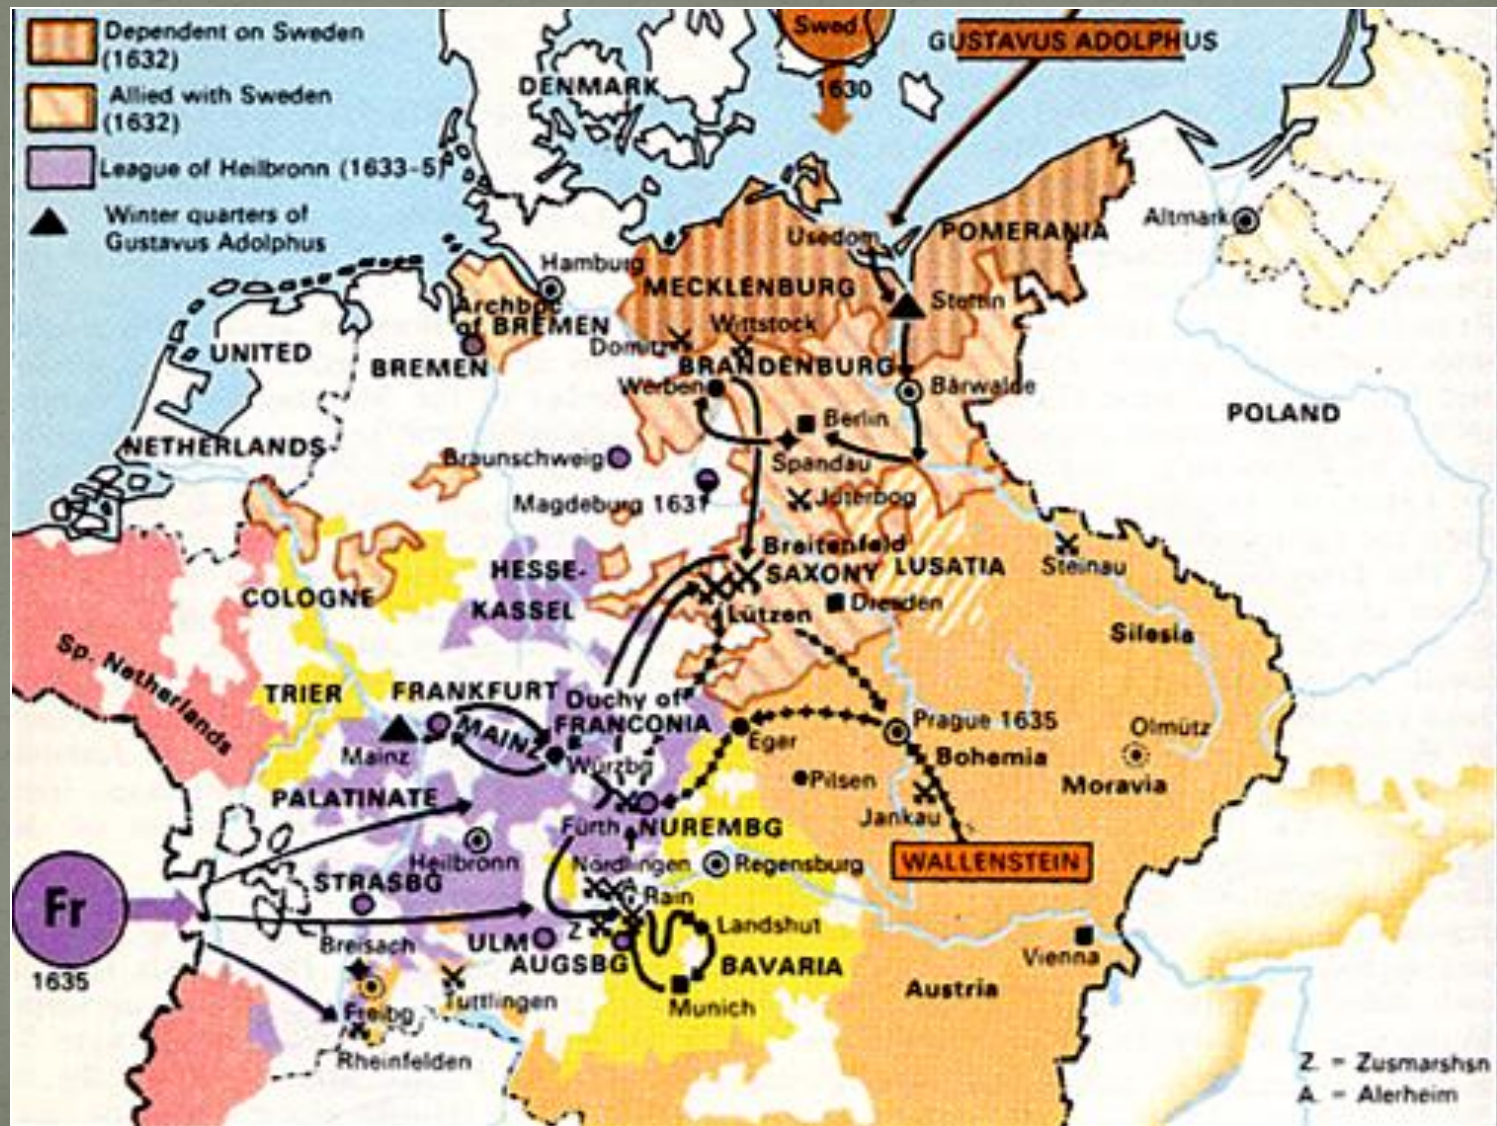 Dependent on Sweden
(1632)
Allied with Sweden
(1632)
League of Heilbronn (1633-5)
Winter quarters of
Gustavus Adolphus
Swed
1630
GUSTAVUS ADOLPHUS
DENMARK
Altmark
Usedom
POMERANIA
Hamburg
MECKLENBURG
Stettin
of BREMEN
Wittstock
Domitz
UNITED
BREMEN
BRANDENBURG
Werben
Bärwalde
Berlin
POLAND
NETHERLANDS
Braunschweig
Spandau
Magdeburg 1631
Jüterbog
Breitenfeld
HESSE-
KASSEL
SAXONY
LUSATIA
Steinau
COLOGNE
Dresden
Lützen
Silesia
Sp. Netherlands
TRIER
FRANKFURT
Duchy of
FRANCONIA
MAINZ
Mainz
Würzbg
Eger
Prague 1635
Olmütz
Bohemia
Pilsen
Moravia
PALATINATE
Jankau
Fürth
NUREMBG
Heilbronn
Nördlingen
Regensburg
WALLENSTEIN
STRASBG
Fr
1635
Rain
Z
Landshut
Breisach
ULM
AUGSBG
BAVARIA
Vienna
Austria
Freibg
Tuttlingen
Munich
Rheinfelden
Z. = Zusmarshsn
A. = Alerheim